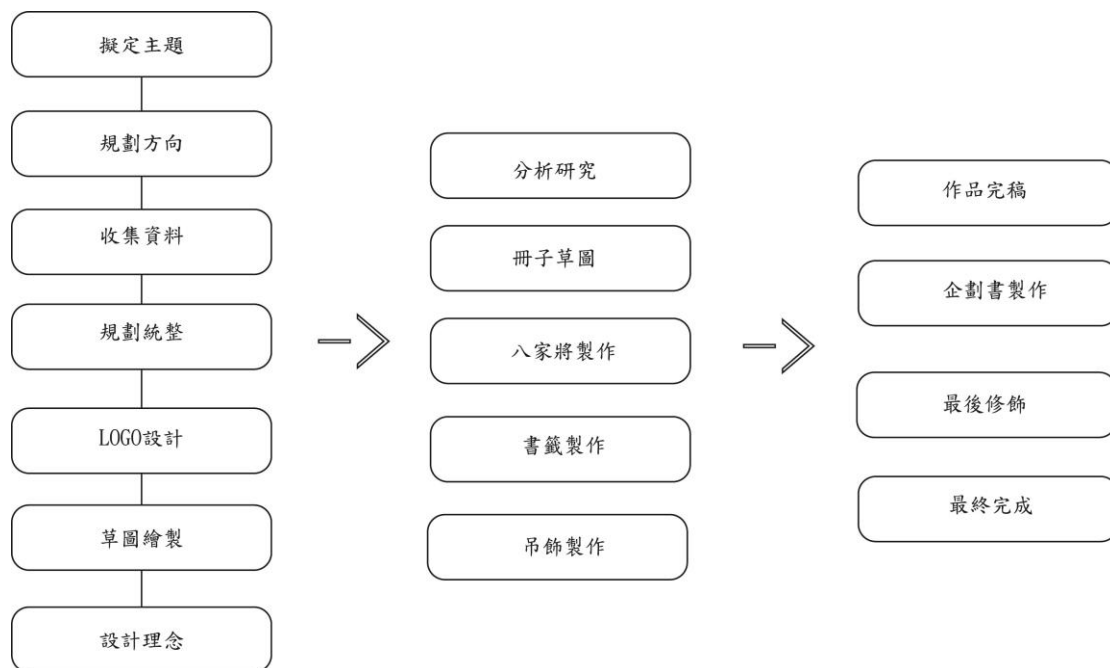 擬定主題
規劃方向
收集資料
規劃統整
LOGO設計
草圖繪製
設計理念
分析研究
冊子草圖
八家將製作
書籤製作
吊飾製作
作品完稿
企劃書製作
最後修飾
最終完成